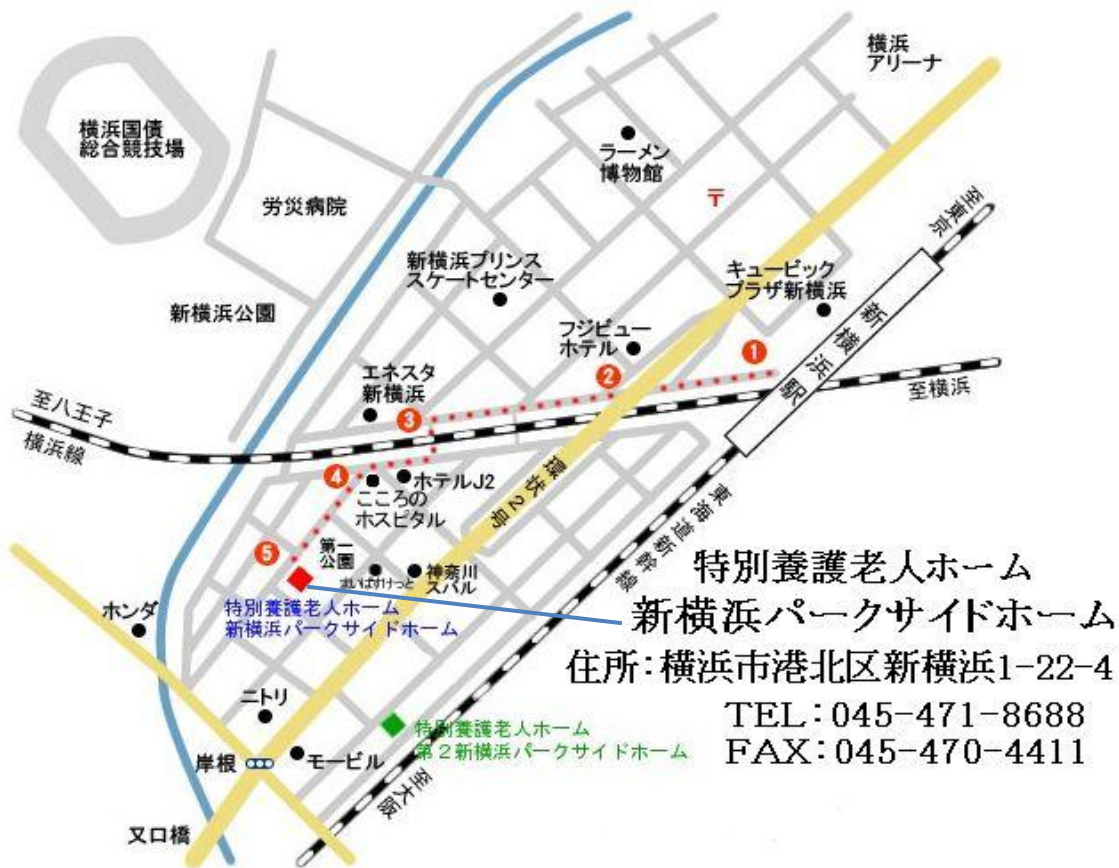 横浜
アリーナ
横浜国債
総合競技場
ラーメン
博物館
〒
労災病院
至東京
新横浜プリンス
スケートセンター
キュービック
プラザ新横浜
新横浜公園
新横浜駅
フジビュー
ホテル
1
2
エネスタ
新横浜
3
至横浜
至八王子
横浜線
4
ホテルJ2
こころの
ホスピタル
環状2号
東海道新幹線
5
第一
公園
神奈川
スバル
まいばすけっと
特別養護老人ホーム
新横浜パークサイドホーム
ホンダ
特別養護老人ホーム
新横浜パークサイドホーム
住所:横浜市港北区新横浜1-22-4
TEL:045-471-8688
FAX:045-470-4411
ニトリ
特別養護老人ホーム
第2新横浜パークサイドホーム
岸根
モービル
至大阪
又口橋